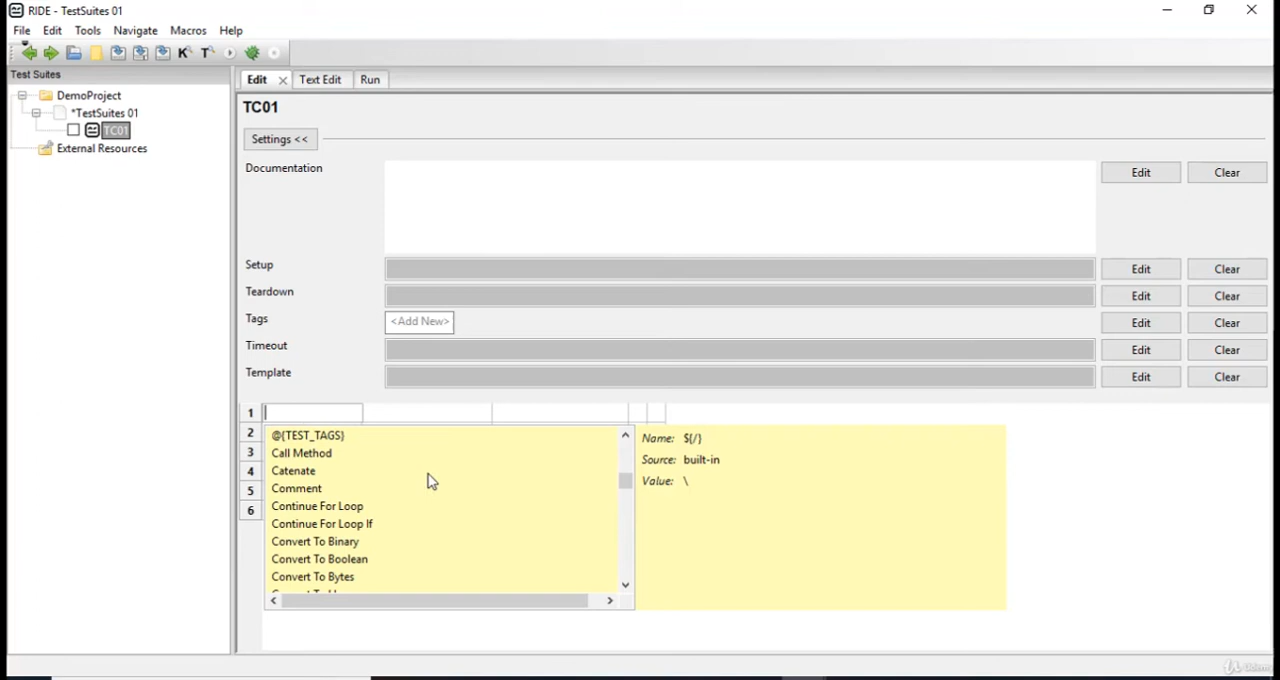 RIDE - TestSuites 01
File Edit Tools Navigate Macros Help
K T
Test Suites
DemoProject
*TestSuites 01
TC01
External Resources
Edit Text Edit Run
TC01
Settings <<
Documentation Edit Clear
Setup Edit Clear
Teardown Edit Clear
Tags <Add New> Edit Clear
Timeout Edit Clear
Template Edit Clear
1
2
3
4
5
6
@{TEST_TAGS}
Call Method
Catenate
Comment
Continue For Loop
Continue For Loop If
Convert To Binary
Convert To Boolean
Convert To Bytes
Name: ${/}
Source: built-in
Value: \
Udemy